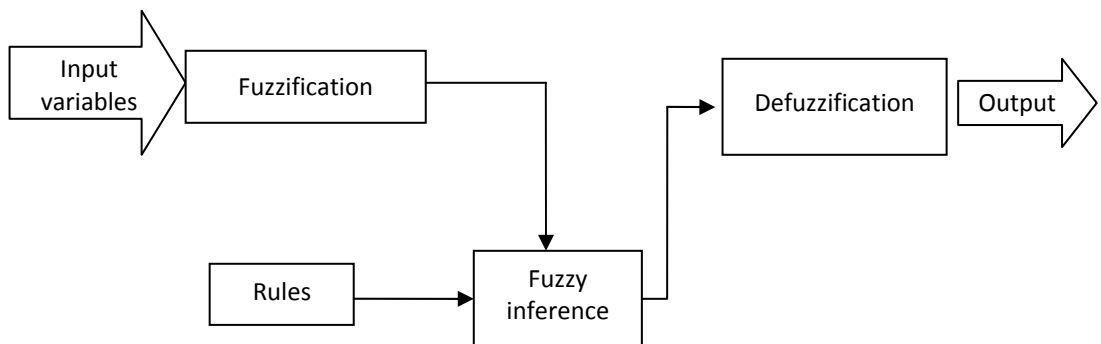 Input
variables
Fuzzification
Defuzzification
Output
Rules
Fuzzy
inference